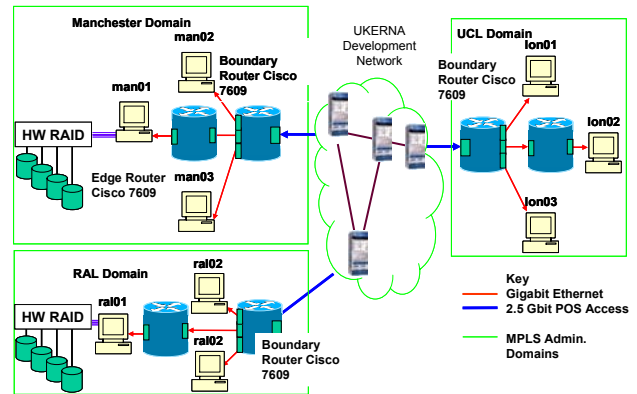 Manchester Domain
man02
Boundary
Router Cisco
7609
man01
HW RAID
Edge Router
Cisco 7609
man03
UKERNA
Development
Network
UCL Domain
lon01
Boundary
Router Cisco
7609
lon02
lon03
RAL Domain
ral02
HW RAID
ral01
ral02
Boundary
Router Cisco
7609
Key
Gigabit Ethernet
2.5 Gbit POS Access
MPLS Admin.
Domains